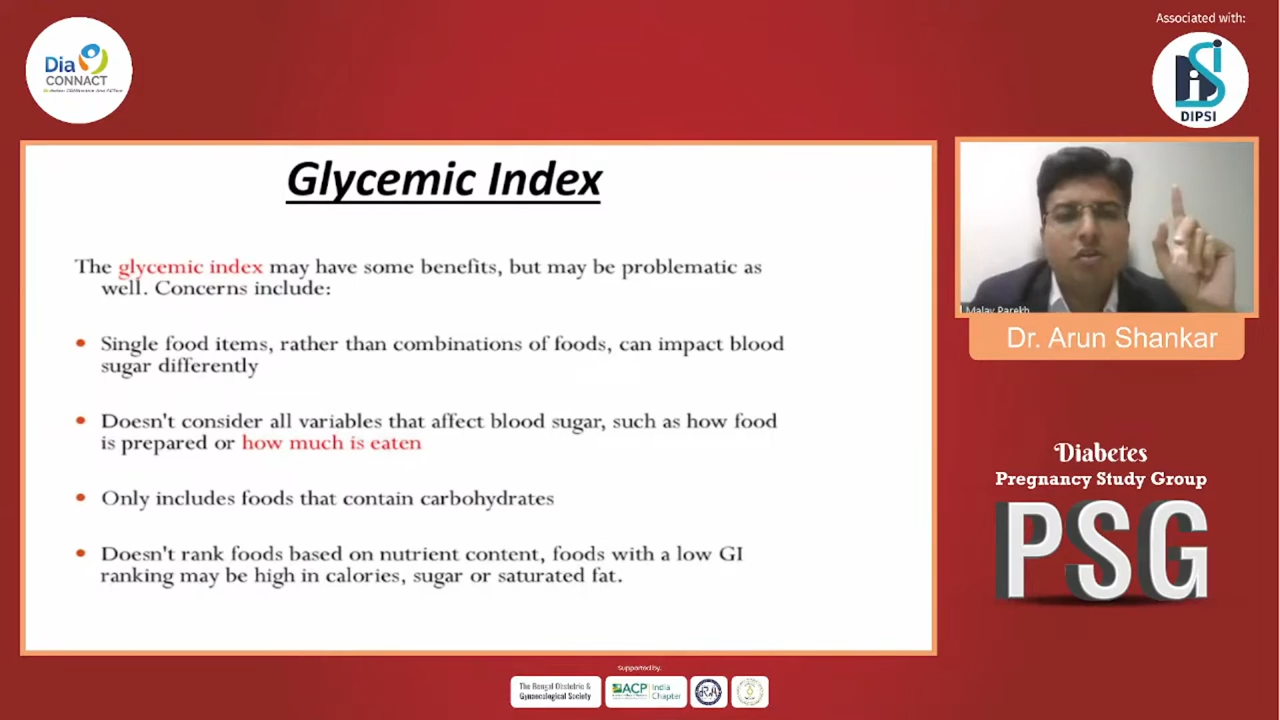 Associated with:
Dia
CONNACT
DIPSI
Glycemic Index
The glycemic index may have some benefits, but may be problematic as
well. Concerns include:
• Single food items, rather than combinations of foods, can impact blood
sugar differently
• Doesn't consider all variables that affect blood sugar, such as how food
is prepared or how much is eaten
• Only includes foods that contain carbohydrates
• Doesn't rank foods based on nutrient content, foods with a low GI
ranking may be high in calories, sugar or saturated fat.
Malay Parekh
Dr. Arun Shankar
Diabetes
Pregnancy Study Group
PSG
Supported by.
The Bengal Obstetric &
Gynaecological Society
ACP India
Chapter